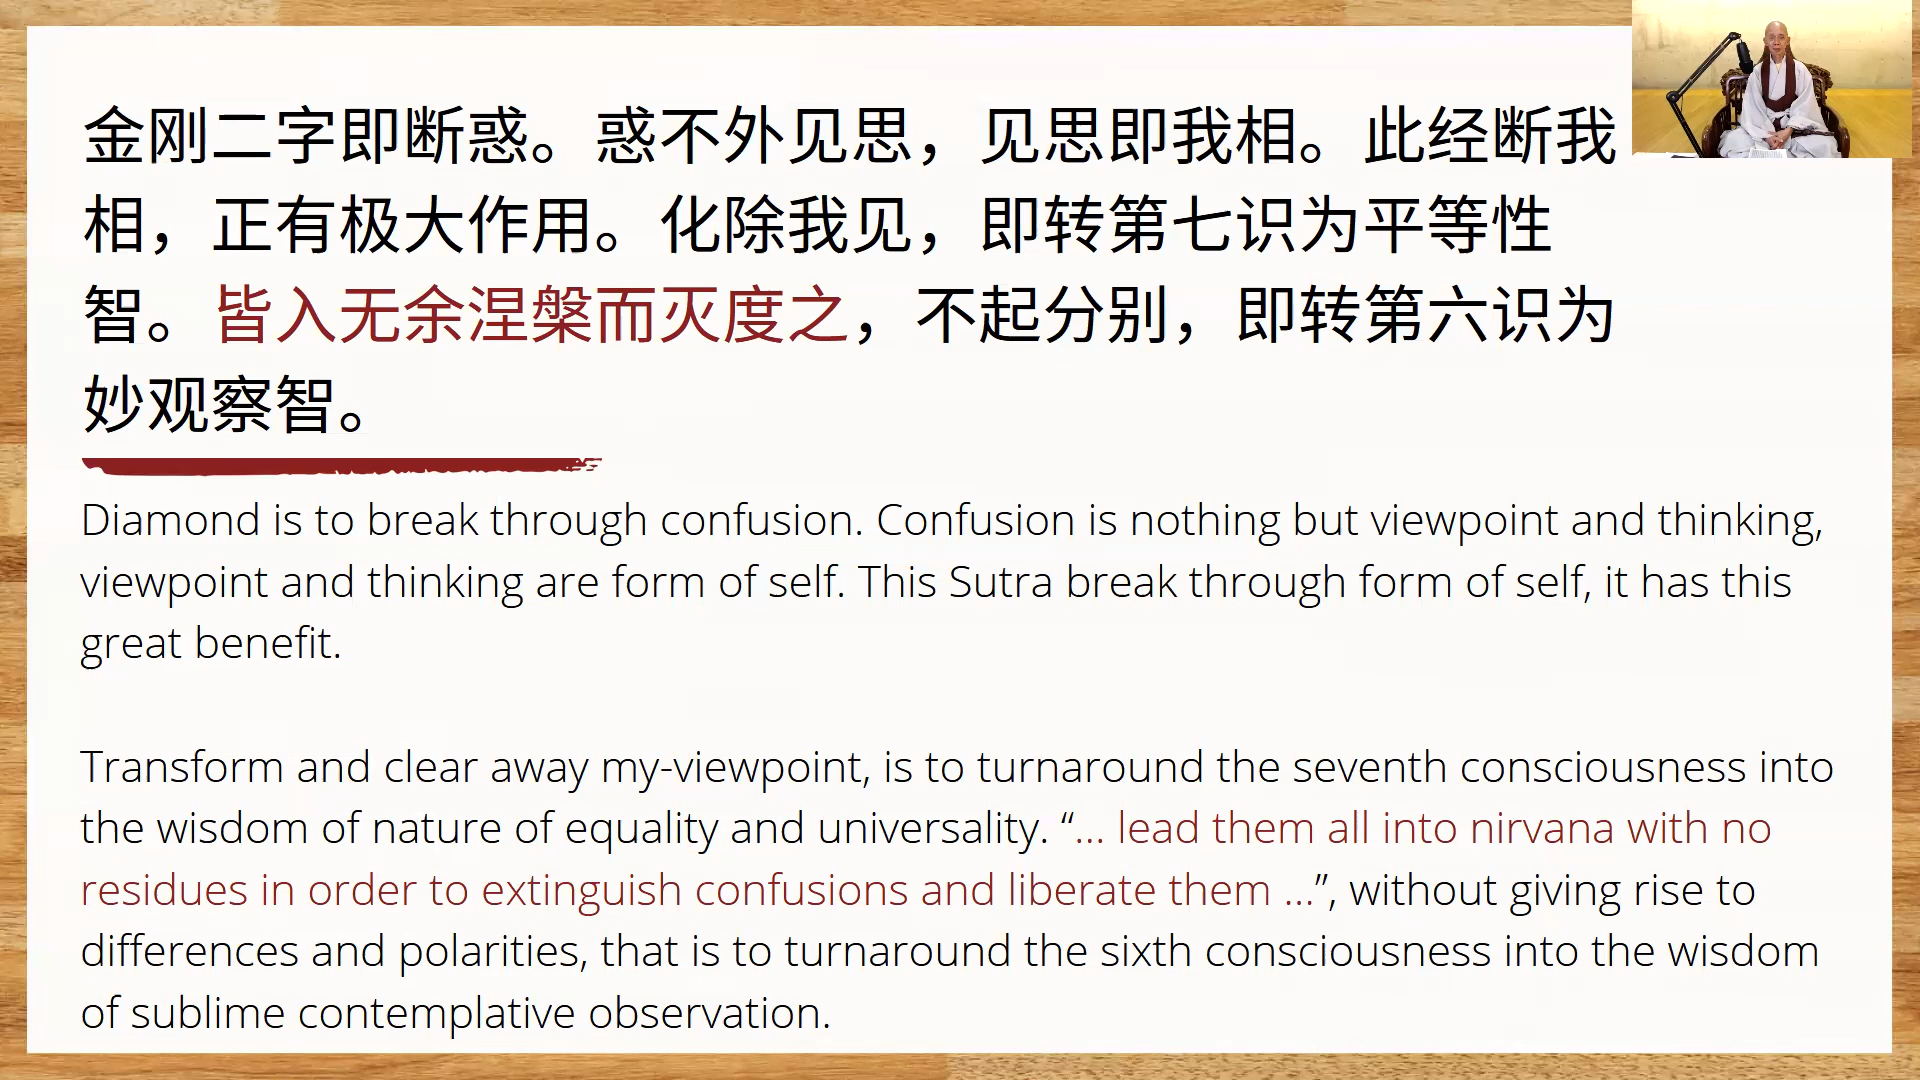 金刚二字即断惑。惑不外见思，见思即我相。此经断我
相，正有极大作用。化除我见，即转第七识为平等性
智。皆入无余涅槃而灭度之，不起分别，即转第六识为
妙观察智。
Diamond is to break through confusion. Confusion is nothing but viewpoint and thinking,
viewpoint and thinking are form of self. This Sutra break through form of self, it has this
great benefit.
Transform and clear away my-viewpoint, is to turnaround the seventh consciousness into
the wisdom of nature of equality and universality. “... lead them all into nirvana with no
residues in order to extinguish confusions and liberate them ...”, without giving rise to
differences and polarities, that is to turnaround the sixth consciousness into the wisdom
of sublime contemplative observation.